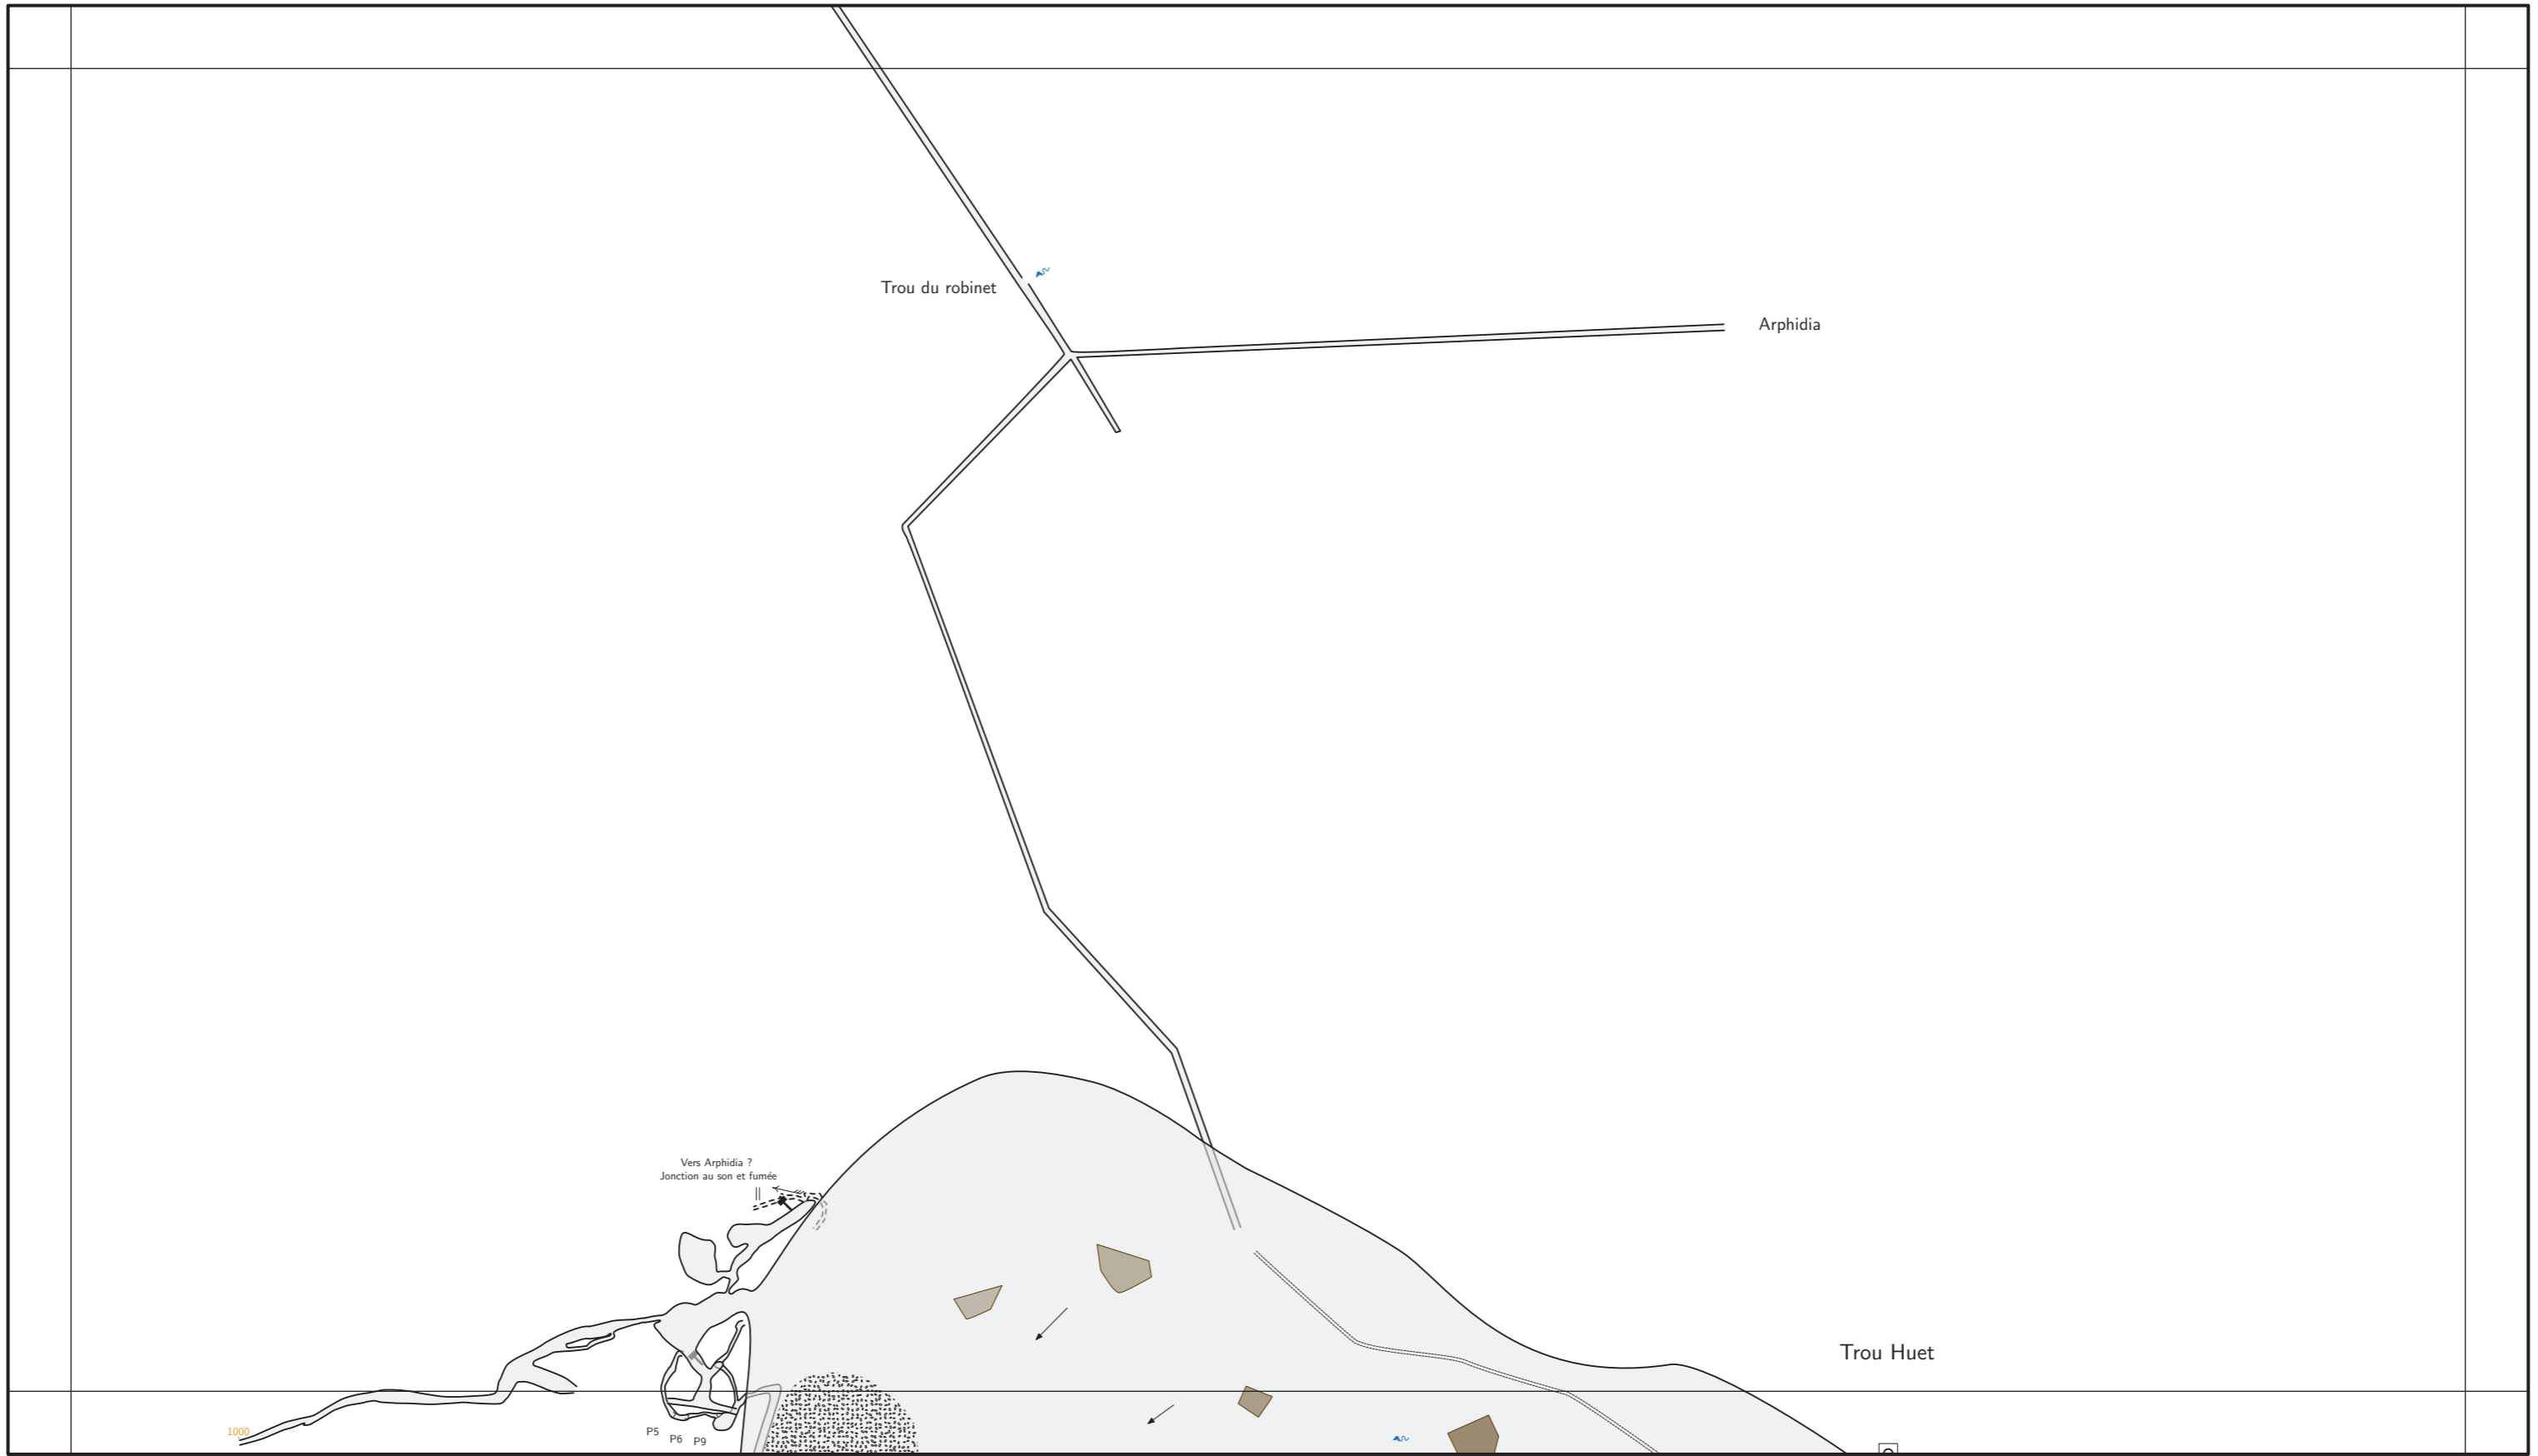 Trou du robinet
Arphidia
Vers Arphidia ?
Jonction au son et fumée
Trou Huet
1000
P5
P6
P9